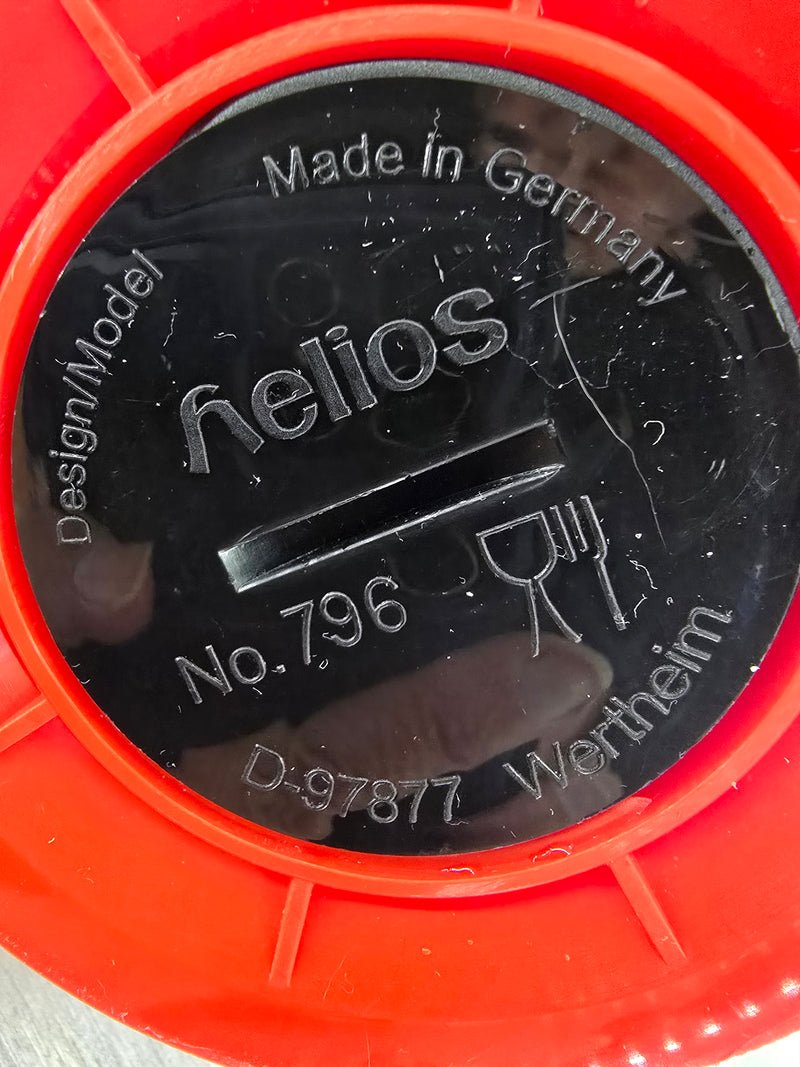 Made in Germany
Design/Model
helios
No.796
D-97877 Wertheim